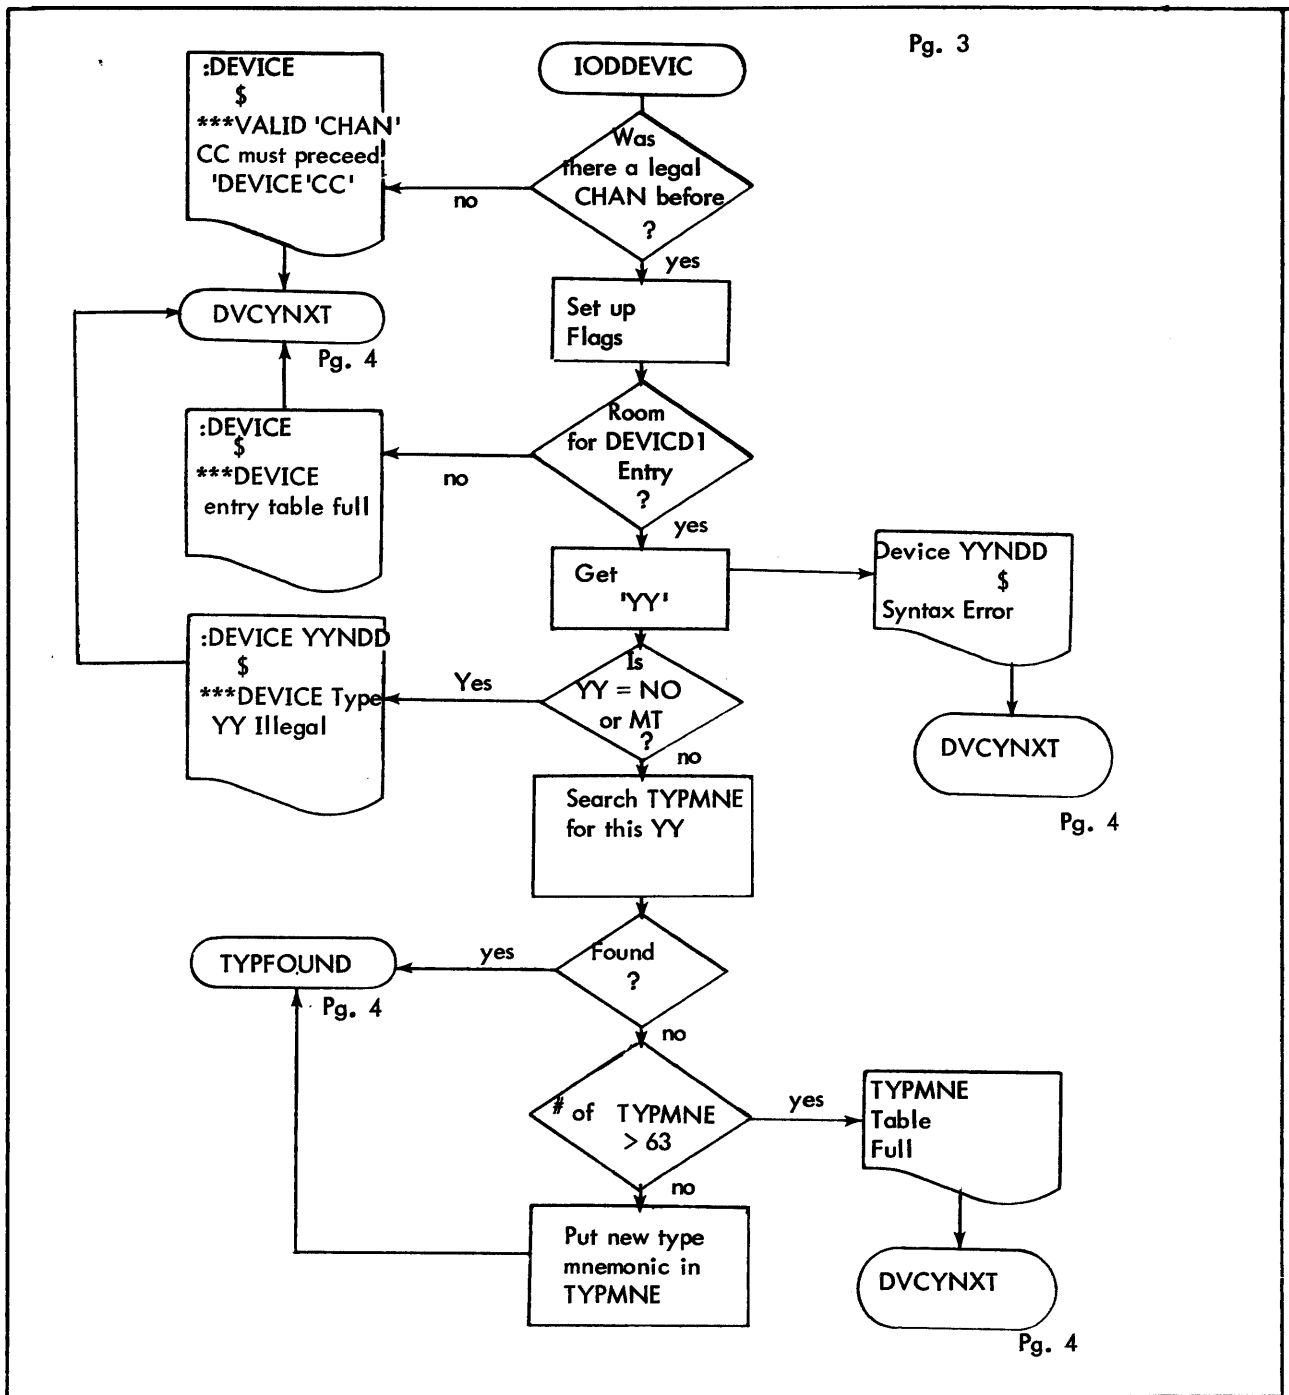 Pg. 3
IODDEVIC
:DEVICE
$
***VALID 'CHAN'
CC must preceed
'DEVICE'CC'
Was
there a legal
CHAN before
?
no
yes
DVCYNXT
Pg. 4
Set up
Flags
:DEVICE
$
***DEVICE
entry table full
Room
for DEVICD1
Entry
?
no
yes
Get
'YY'
Device YYNDD
$
Syntax Error
:DEVICE YYNDD
$
***DEVICE Type
YY Illegal
Yes
Is
YY = NO
or MT
?
no
DVCYNXT
Pg. 4
Search TYPMNE
for this YY
TYPFOUND
Pg. 4
yes
Found
?
no
# of TYPMNE
> 63
yes
no
TYPMNE
Table
Full
Put new type
mnemonic in
TYPMNE
DVCYNXT
Pg. 4